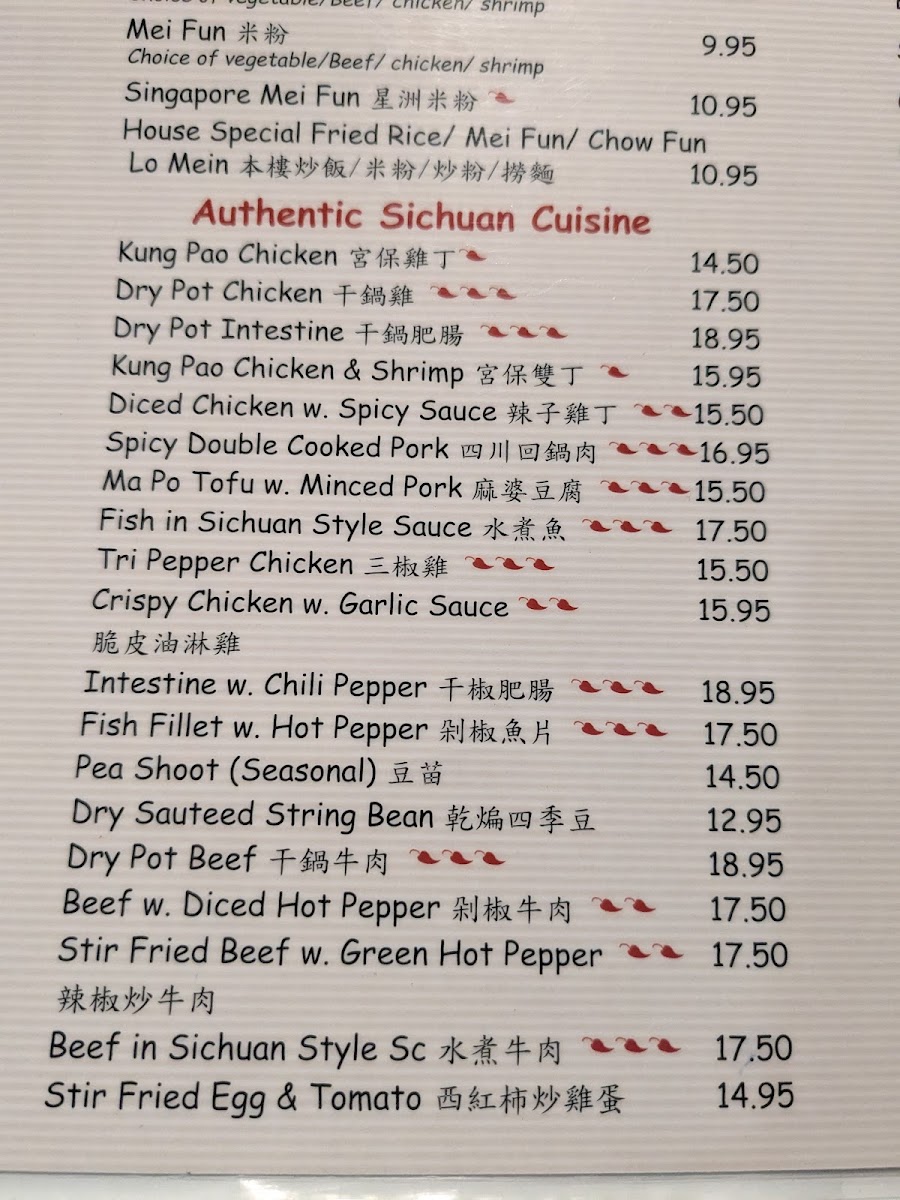 Choice of vegetable/Beef/ chicken/ shrimp
Mei Fun 米粉 9.95
Choice of vegetable/Beef/ chicken/ shrimp
Singapore Mei Fun 星洲米粉 10.95
House Special Fried Rice/ Mei Fun/ Chow Fun
Lo Mein 本樓炒飯/米粉/炒粉/撈麵 10.95
Authentic Sichuan Cuisine
Kung Pao Chicken 宮保雞丁 14.50
Dry Pot Chicken 干鍋雞 17.50
Dry Pot Intestine 干鍋肥腸 18.95
Kung Pao Chicken & Shrimp 宮保雙丁 15.95
Diced Chicken w. Spicy Sauce 辣子雞丁 15.50
Spicy Double Cooked Pork 四川回鍋肉 16.95
Ma Po Tofu w. Minced Pork 麻婆豆腐 15.50
Fish in Sichuan Style Sauce 水煮魚 17.50
Tri Pepper Chicken 三椒雞 15.50
Crispy Chicken w. Garlic Sauce 15.95
脆皮油淋雞
Intestine w. Chili Pepper 干椒肥腸 18.95
Fish Fillet w. Hot Pepper 剁椒魚片 17.50
Pea Shoot (Seasonal) 豆苗 14.50
Dry Sauteed String Bean 乾煸四季豆 12.95
Dry Pot Beef 干鍋牛肉 18.95
Beef w. Diced Hot Pepper 剁椒牛肉 17.50
Stir Fried Beef w. Green Hot Pepper 17.50
辣椒炒牛肉
Beef in Sichuan Style Sc 水煮牛肉 17.50
Stir Fried Egg & Tomato 西紅柿炒雞蛋 14.95